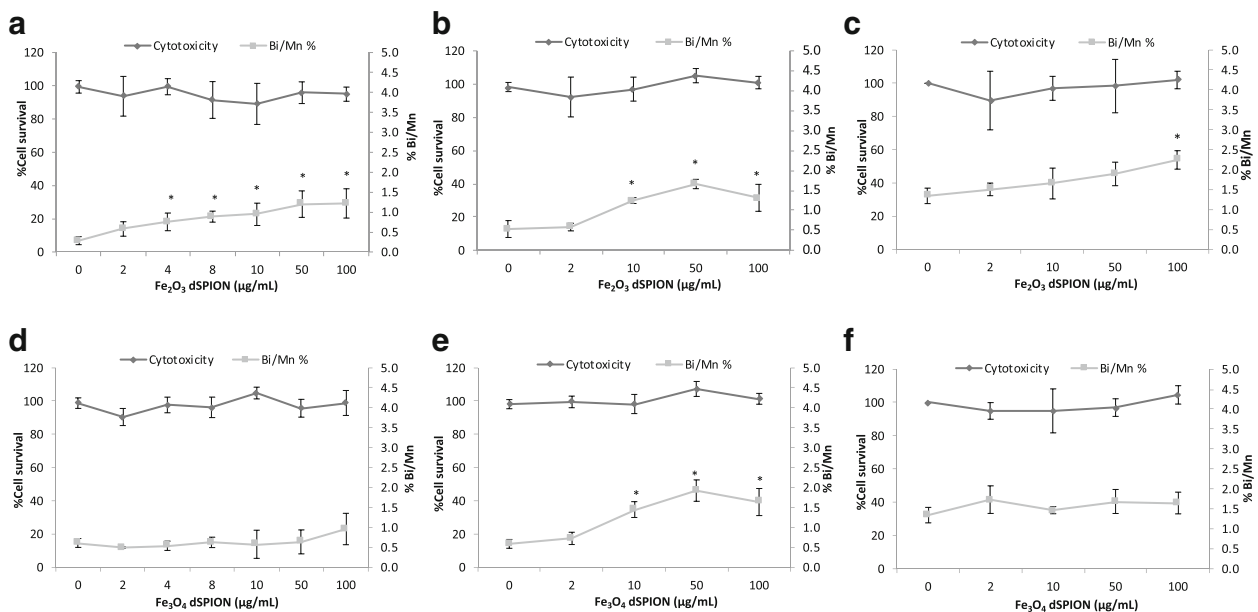 a
Cytotoxicity Bi/Mn %
120
100
80
60
40
20
0
%Cell survival
5.0
4.5
4.0
3.5
3.0
2.5
2.0
1.5
1.0
0.5
0.0
% Bi/Mn
* * * * *
0 2 4 8 10 50 100
Fe₂O₃ dSPION (µg/mL)
b
Cytotoxicity Bi/Mn %
120
100
80
60
40
20
0
%Cell survival
5.0
4.5
4.0
3.5
3.0
2.5
2.0
1.5
1.0
0.5
0.0
% Bi/Mn
* * *
0 2 10 50 100
Fe₂O₃ dSPION (µg/mL)
c
Cytotoxicity Bi/Mn %
120
100
80
60
40
20
0
%Cell survival
5.0
4.5
4.0
3.5
3.0
2.5
2.0
1.5
1.0
0.5
0.0
% Bi/Mn
*
0 2 10 50 100
Fe₂O₃ dSPION (µg/mL)
d
Cytotoxicity Bi/Mn %
120
100
80
60
40
20
0
%Cell survival
5.0
4.5
4.0
3.5
3.0
2.5
2.0
1.5
1.0
0.5
0.0
% Bi/Mn
0 2 4 8 10 50 100
Fe₃O₄ dSPION (µg/mL)
e
Cytotoxicity Bi/Mn %
120
100
80
60
40
20
0
%Cell survival
5.0
4.5
4.0
3.5
3.0
2.5
2.0
1.5
1.0
0.5
0.0
% Bi/Mn
* * *
0 2 10 50 100
Fe₃O₄ dSPION (µg/mL)
f
Cytotoxicity Bi/Mn %
120
100
80
60
40
20
0
%Cell survival
5.0
4.5
4.0
3.5
3.0
2.5
2.0
1.5
1.0
0.5
0.0
% Bi/Mn
0 2 10 50 100
Fe₃O₄ dSPION (µg/mL)